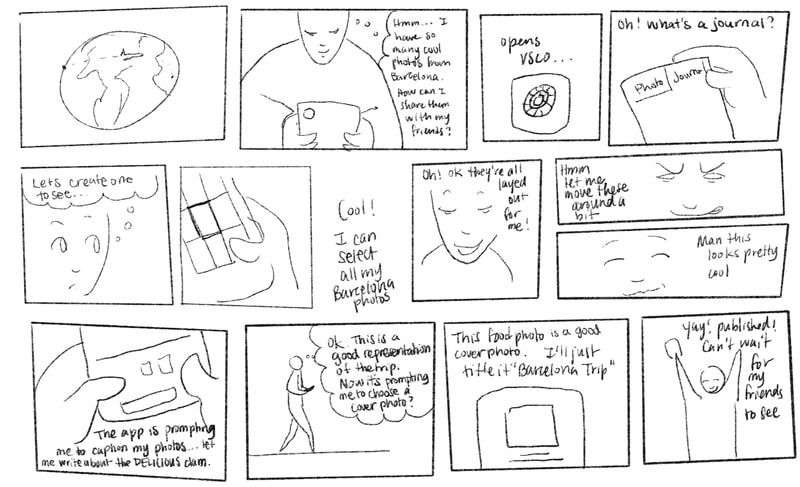 Hmm... I
have so
many cool
photos from
Barcelona.
How can I
share them
with my
friends?
opens
VSCO...
Oh! what's a journal?
Photo Journal
Lets create one
to see...
Cool!
I can
select
all my
Barcelona
photos
Oh! ok they're all
layed
out
for
me!
Hmm
let me
move these
around a
bit
Man this
looks pretty
cool
The app is prompting
me to caption my photos... let
me write about the DELICIOUS clam.
Ok. This is a
good representation
of the trip.
Now it's prompting
me to choose a
cover photo?
This food photo is a good
cover photo. I'll just
title it "Barcelona Trip"
Yay! published!
Can't wait
for
my
friends
to see